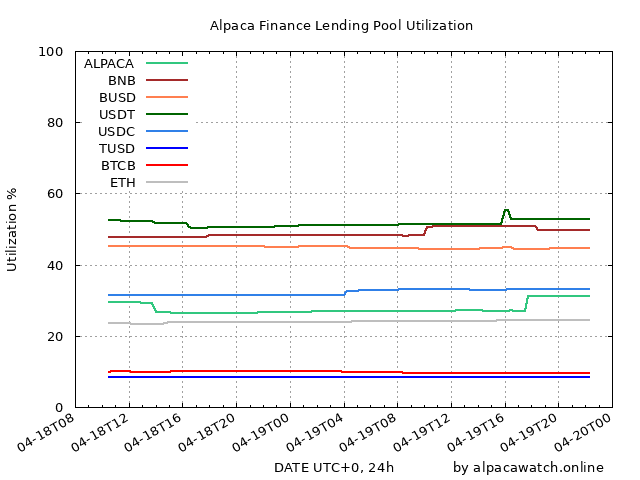 Alpaca Finance Lending Pool Utilization
100
80
60
40
20
0
Utilization %
ALPACA
BNB
BUSD
USDT
USDC
TUSD
BTCB
ETH
04-18T08
04-18T12
04-18T16
04-18T20
04-19T00
04-19T04
04-19T08
04-19T12
04-19T16
04-19T20
04-20T00
DATE UTC+0, 24h
by alpacawatch.online